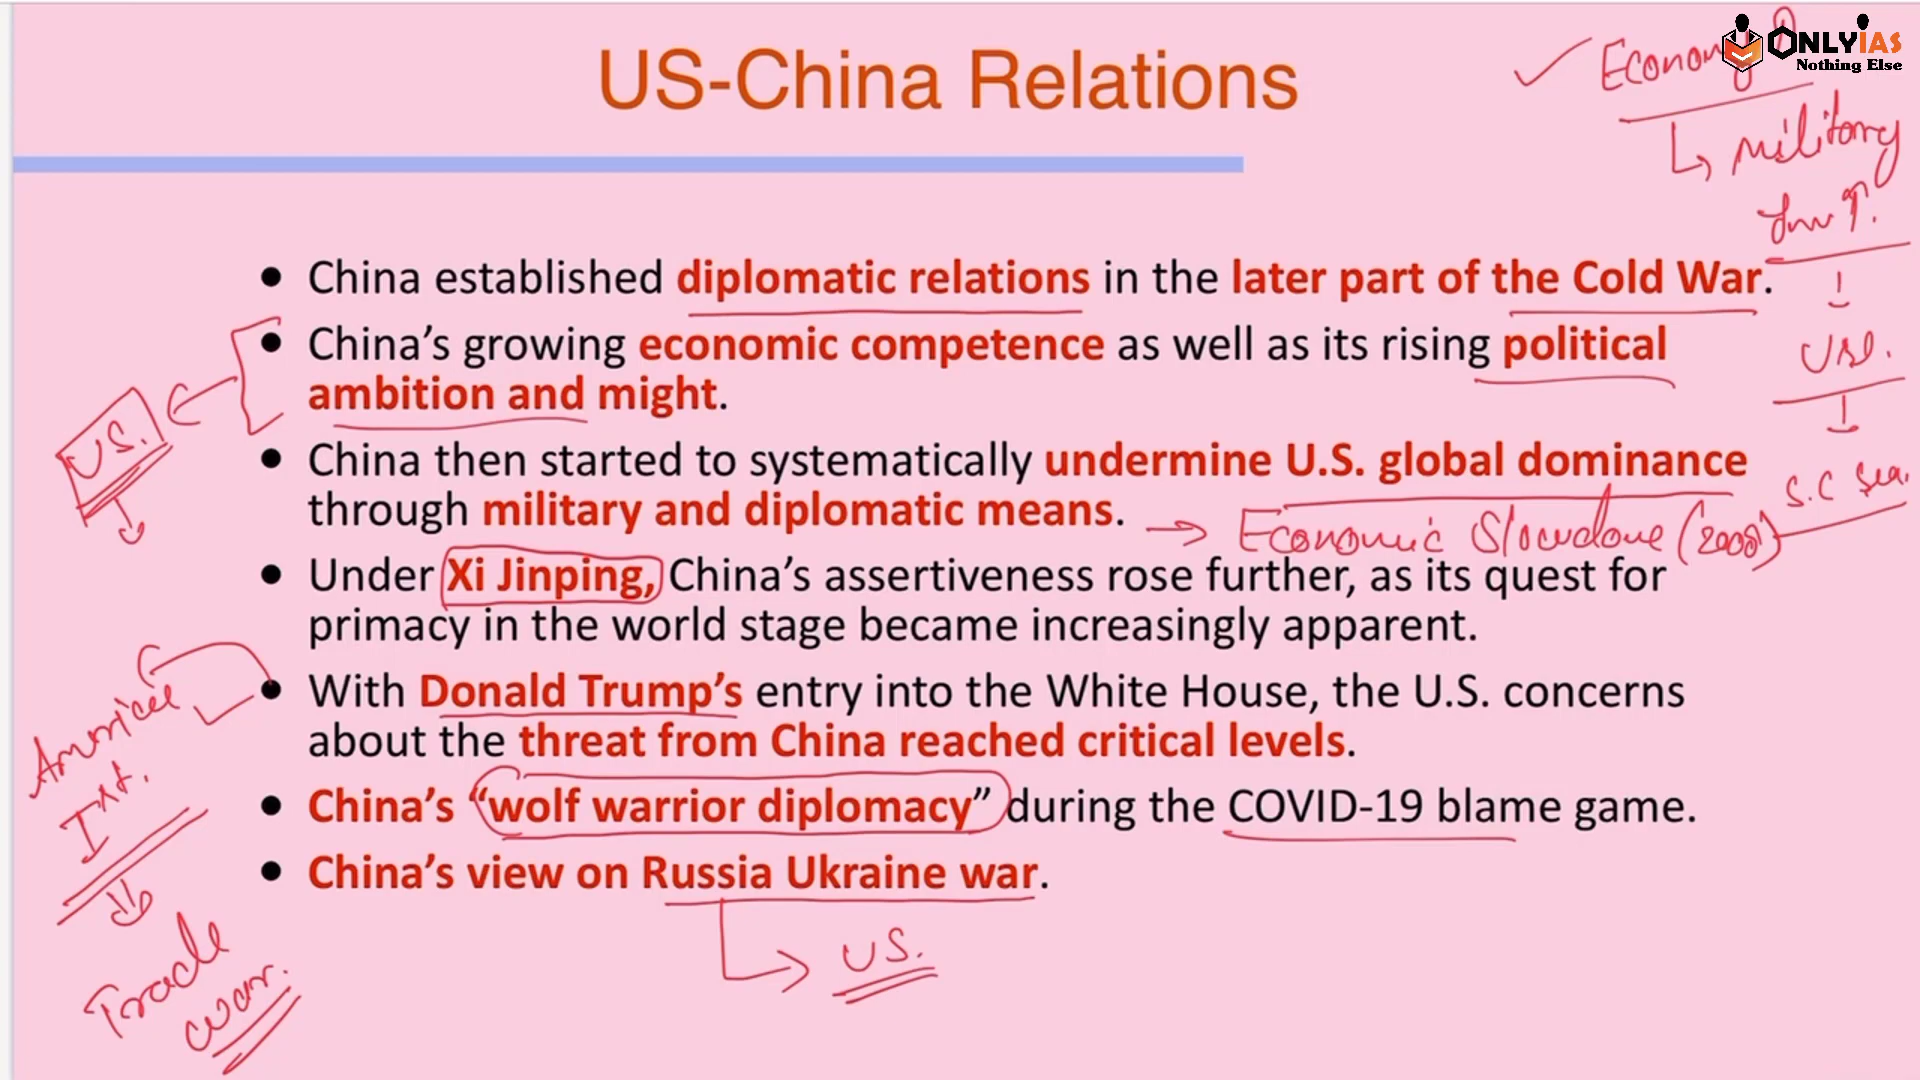 US-China Relations
Economy
ONLYIAS
Nothing Else
Military
• China established diplomatic relations in the later part of the Cold War.
• China’s growing economic competence as well as its rising political
ambition and might.
US.
• China then started to systematically undermine U.S. global dominance
through military and diplomatic means. → Economic Slowdone (2008)
S.C Sea.
• Under Xi Jinping, China’s assertiveness rose further, as its quest for
primacy in the world stage became increasingly apparent.
• With Donald Trump’s entry into the White House, the U.S. concerns
about the threat from China reached critical levels.
• China’s “wolf warrior diplomacy” during the COVID-19 blame game.
• China’s view on Russia Ukraine war.
US.
Trade
war.